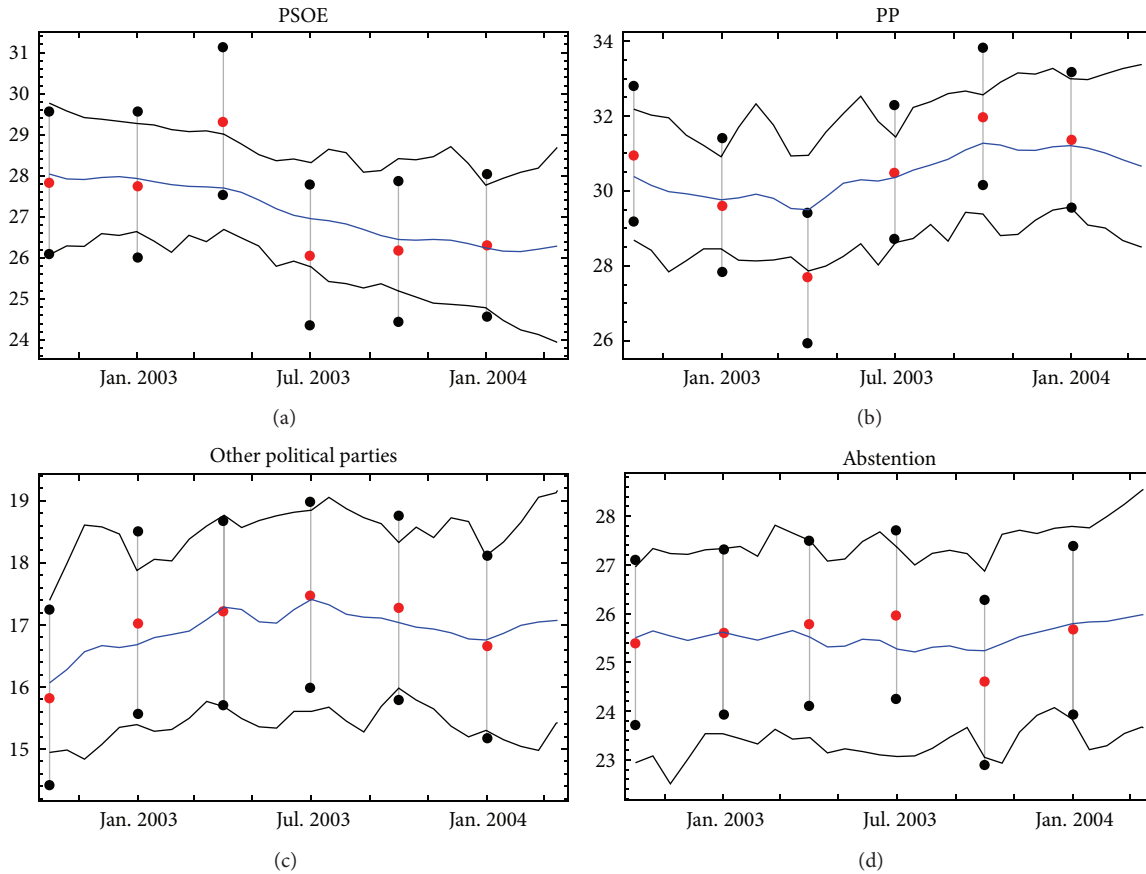 PSOE
31
30
29
28
27
26
25
24
Jan. 2003 Jul. 2003 Jan. 2004
(a)
PP
34
32
30
28
26
Jan. 2003 Jul. 2003 Jan. 2004
(b)
Other political parties
19
18
17
16
15
Jan. 2003 Jul. 2003 Jan. 2004
(c)
Abstention
28
27
26
25
24
23
Jan. 2003 Jul. 2003 Jan. 2004
(d)